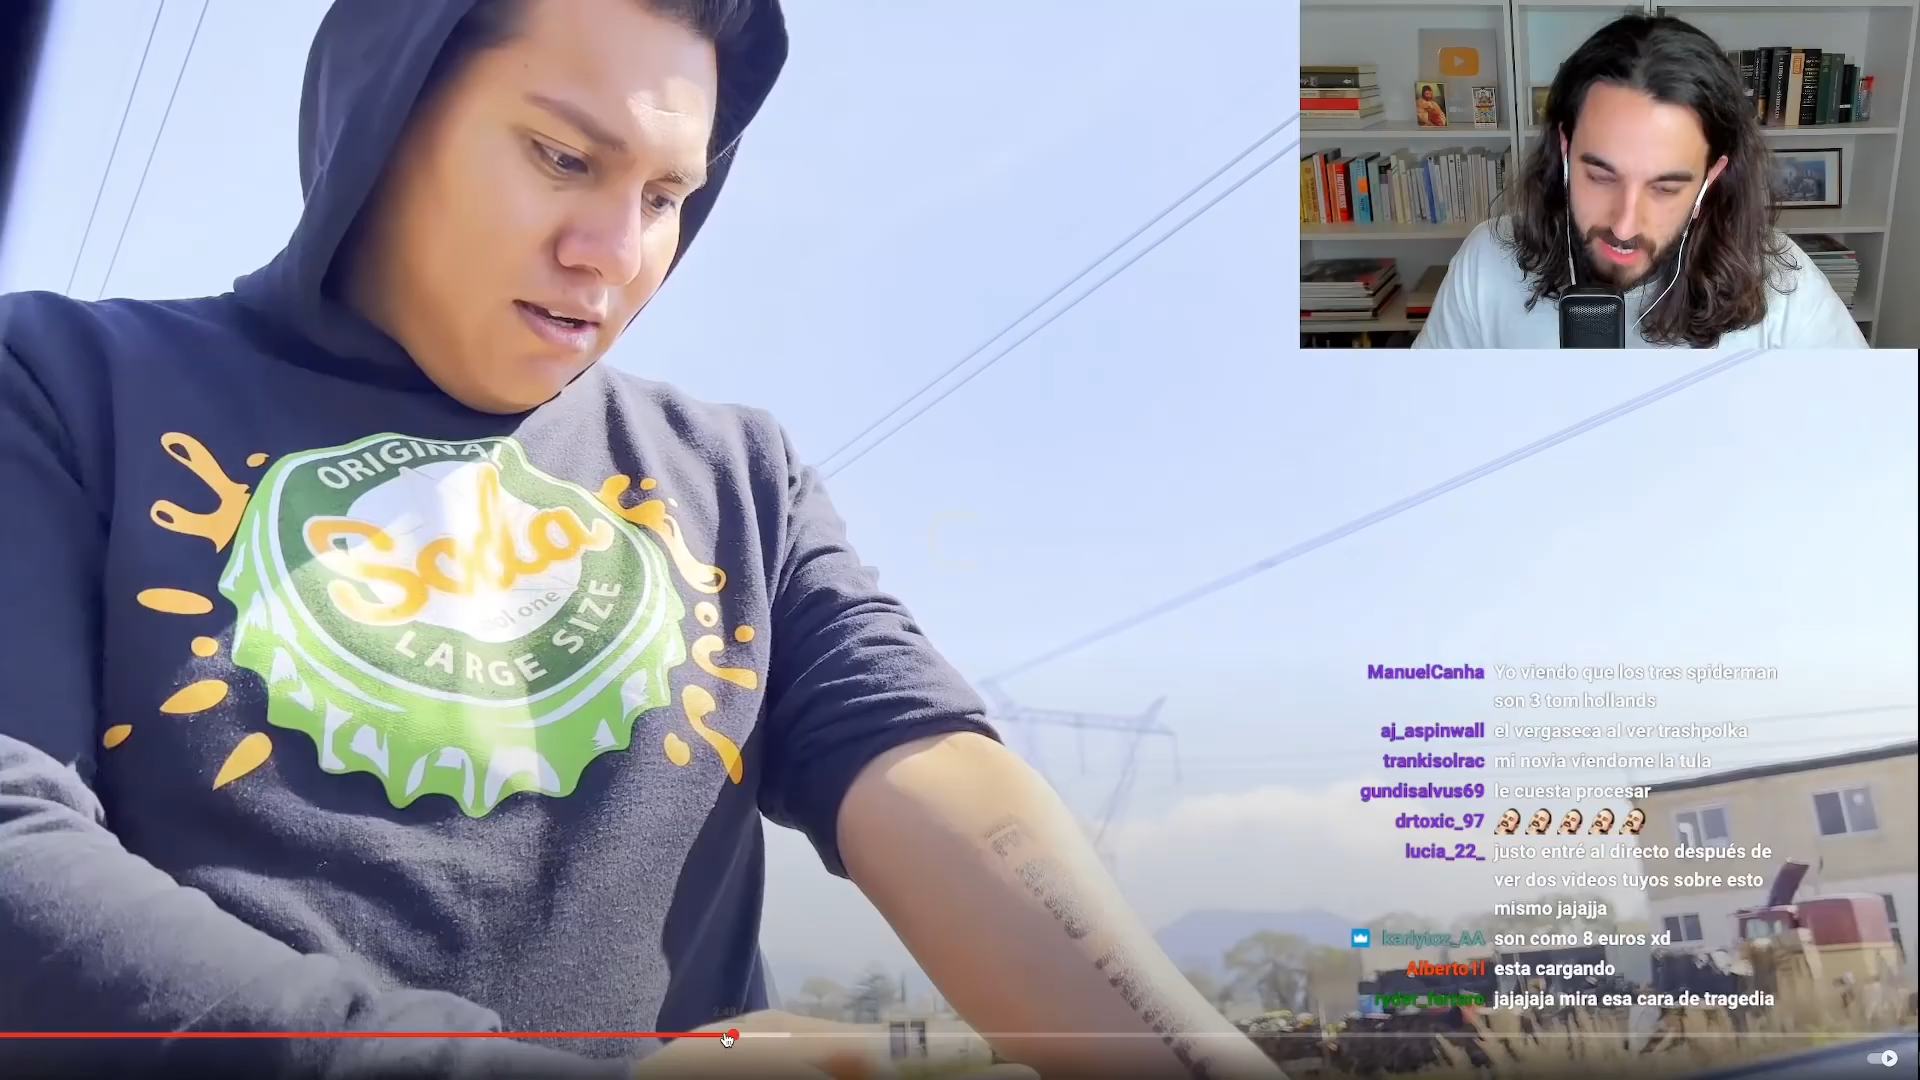 ORIGINAL
Soda
LARGE SIZE
ManuelCanha Yo viendo que los tres spiderman
son 3 tom hollands
aj_aspinwall el vergaseca al ver trashpolka
trankisolrac mi novia viendome la tula
gundisalvus69 le cuesta procesar
drtoxic_97
lucia_22_ justo entré al directo después de
ver dos videos tuyos sobre esto
mismo jajajja
karlytoz_AA son como 8 euros xd
Alberto1l esta cargando
jajajaja mira esa cara de tragedia